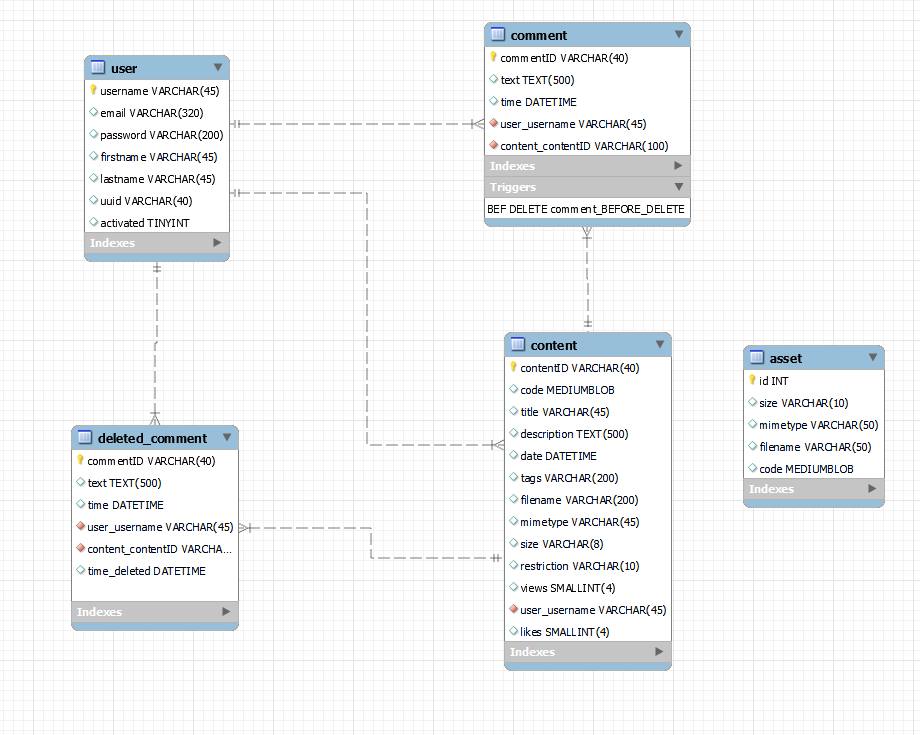 user
username VARCHAR(45)
email VARCHAR(320)
password VARCHAR(200)
firstname VARCHAR(45)
lastname VARCHAR(45)
uuid VARCHAR(40)
activated TINYINT
Indexes
comment
commentID VARCHAR(40)
text TEXT(500)
time DATETIME
user_username VARCHAR(45)
content_contentID VARCHAR(100)
Indexes
Triggers
BEF DELETE comment_BEFORE_DELETE
content
contentID VARCHAR(40)
code MEDIUMBLOB
title VARCHAR(45)
description TEXT(500)
date DATETIME
tags VARCHAR(200)
filename VARCHAR(200)
mimetype VARCHAR(45)
size VARCHAR(8)
restriction VARCHAR(10)
views SMALLINT(4)
user_username VARCHAR(45)
likes SMALLINT(4)
Indexes
asset
id INT
size VARCHAR(10)
mimetype VARCHAR(50)
filename VARCHAR(50)
code MEDIUMBLOB
Indexes
deleted_comment
commentID VARCHAR(40)
text TEXT(500)
time DATETIME
user_username VARCHAR(45)
content_contentID VARCHA...
time_deleted DATETIME
Indexes